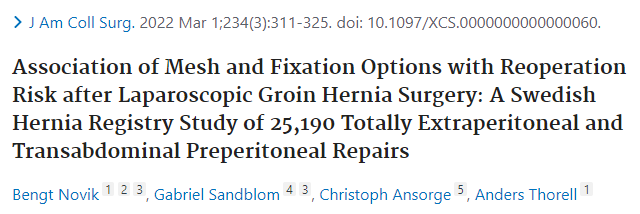 > J Am Coll Surg. 2022 Mar 1;234(3):311-325. doi: 10.1097/XCS.0000000000000060.
Association of Mesh and Fixation Options with Reoperation
Risk after Laparoscopic Groin Hernia Surgery: A Swedish
Hernia Registry Study of 25,190 Totally Extraperitoneal and
Transabdominal Preperitoneal Repairs
Bengt Novik 1 2 3, Gabriel Sandblom 4 3, Christoph Ansorge 5, Anders Thorell 1